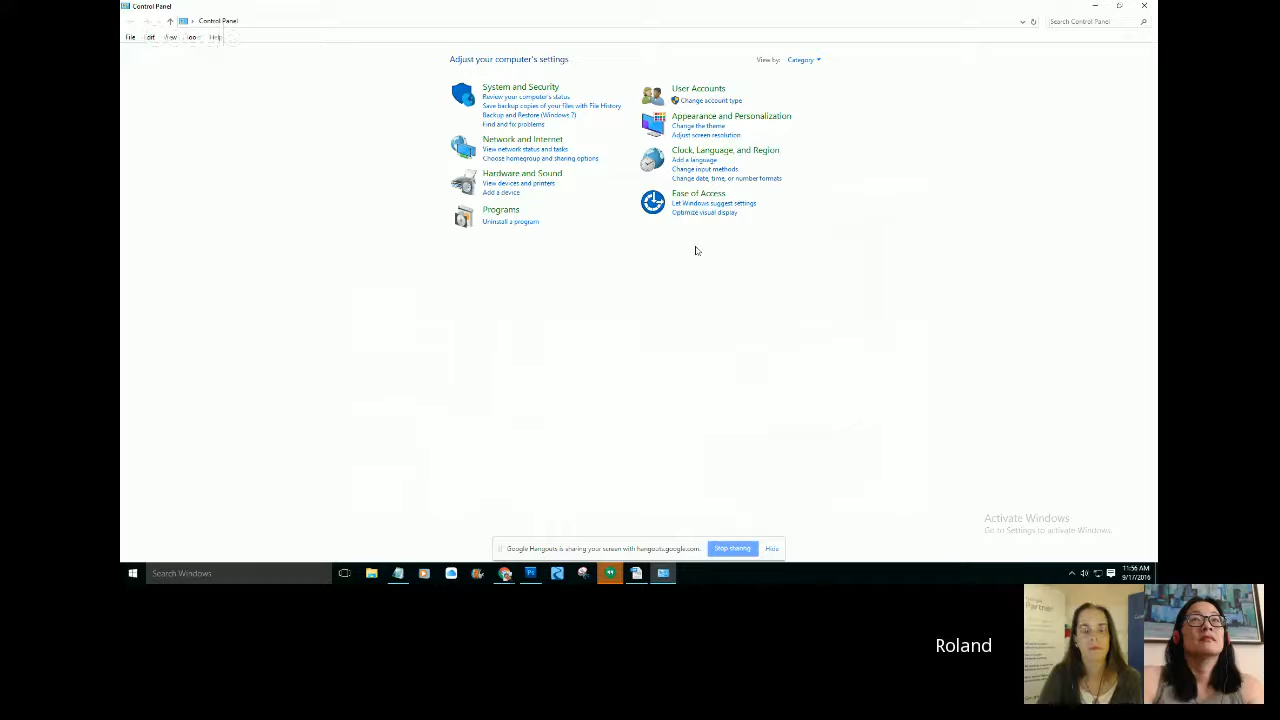 Control Panel
Control Panel
Search Control Panel
File Edit View Tools Help
Adjust your computer's settings
View by: Category
System and Security
Review your computer's status
Save backup copies of your files with File History
Backup and Restore (Windows 7)
Find and fix problems
Network and Internet
View network status and tasks
Choose homegroup and sharing options
Hardware and Sound
View devices and printers
Add a device
Programs
Uninstall a program
User Accounts
Change account type
Appearance and Personalization
Change the theme
Adjust screen resolution
Clock, Language, and Region
Add a language
Change input methods
Change date, time, or number formats
Ease of Access
Let Windows suggest settings
Optimize visual display
Activate Windows
Go to Settings to activate Windows.
Google Hangouts is sharing your screen with hangouts.google.com.
Stop sharing
Hide
Search Windows
11:56 AM
9/17/2016
Roland
Partner